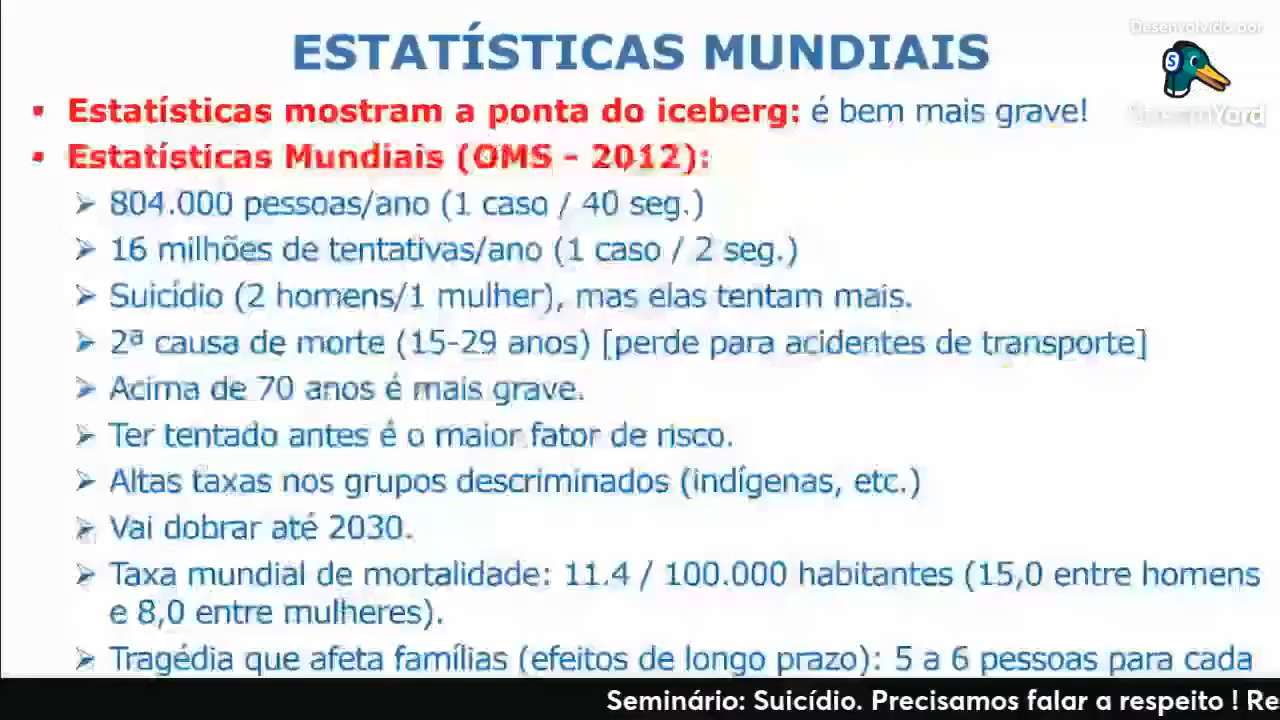 Desenvolvido por
StreamYard
ESTATÍSTICAS MUNDIAIS
▪ Estatísticas mostram a ponta do iceberg: é bem mais grave!
▪ Estatísticas Mundiais (OMS - 2012):
➢ 804.000 pessoas/ano (1 caso / 40 seg.)
➢ 16 milhões de tentativas/ano (1 caso / 2 seg.)
➢ Suicídio (2 homens/1 mulher), mas elas tentam mais.
➢ 2ª causa de morte (15-29 anos) [perde para acidentes de transporte]
➢ Acima de 70 anos é mais grave.
➢ Ter tentado antes é o maior fator de risco.
➢ Altas taxas nos grupos descriminados (indígenas, etc.)
➢ Vai dobrar até 2030.
➢ Taxa mundial de mortalidade: 11.4 / 100.000 habitantes (15,0 entre homens
e 8,0 entre mulheres).
➢ Tragédia que afeta famílias (efeitos de longo prazo): 5 a 6 pessoas para cada
Seminário: Suicídio. Precisamos falar a respeito ! Re